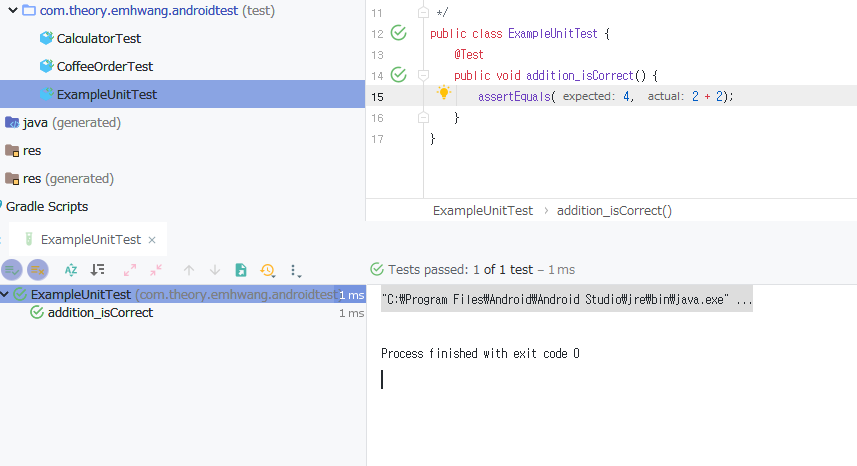 com.theory.emhwang.androidtest (test)
CalculatorTest
CoffeeOrderTest
ExampleUnitTest
java (generated)
res
res (generated)
Gradle Scripts
11 */
12 public class ExampleUnitTest {
13 @Test
14 public void addition_isCorrect() {
15 assertEquals( expected: 4, actual: 2 + 2);
16 }
17 }
ExampleUnitTest › addition_isCorrect()
ExampleUnitTest ×
Tests passed: 1 of 1 test – 1 ms
ExampleUnitTest (com.theory.emhwang.androidtest 1 ms
addition_isCorrect 1 ms
"C:₩Program Files₩Android₩Android Studio₩jre₩bin₩java.exe" ...
Process finished with exit code 0